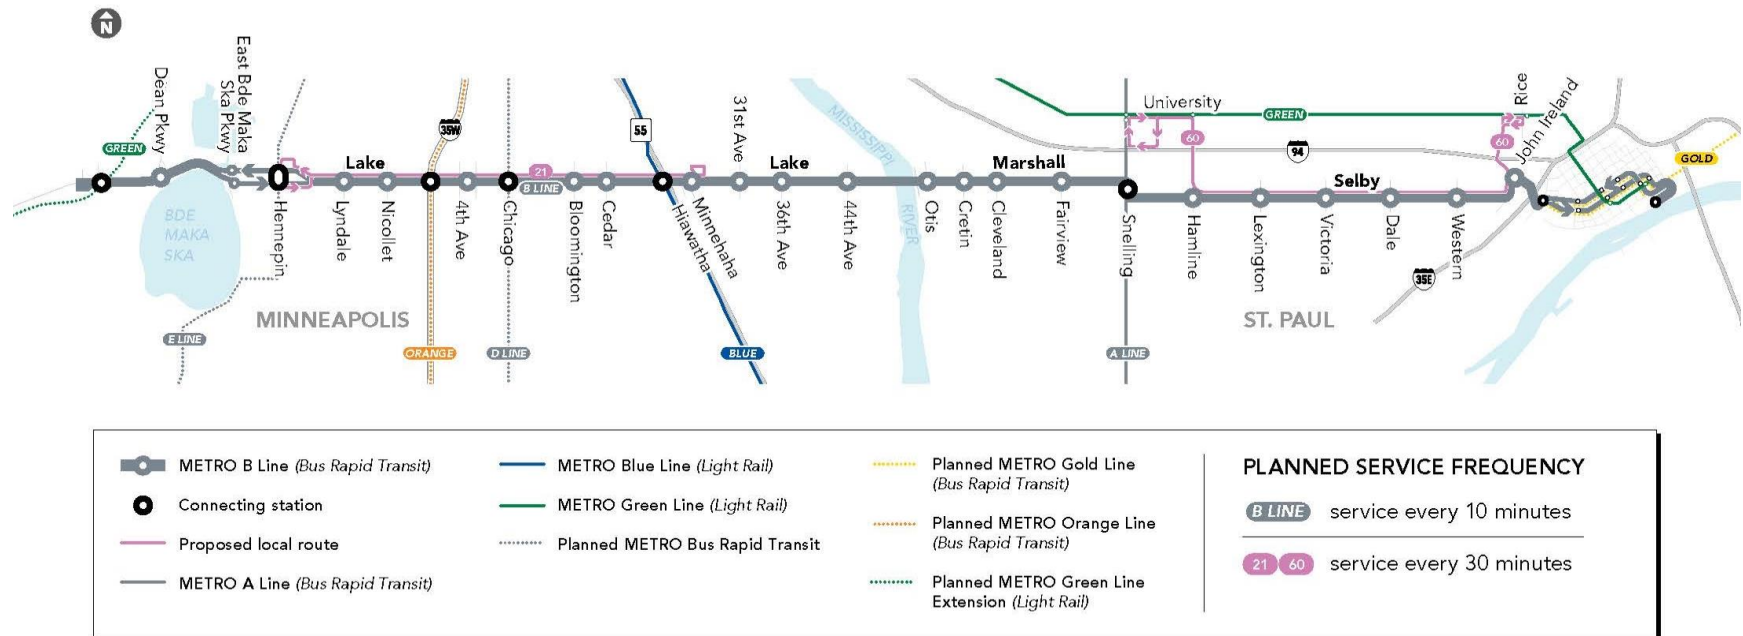 N
Dean Pkwy
East Bde Maka
Ska Pkwy
GREEN
Lake
35W
21
B LINE
55
31st Ave
Lake
MISSISSIPPI
RIVER
Marshall
University
GREEN
60
94
Selby
60
Rice
John Ireland
GOLD
BDE
MAKA
SKA
Hennepin
Lyndale
Nicollet
4th Ave
Chicago
Bloomington
Cedar
Hiawatha
Minnehaha
36th Ave
44th Ave
Otis
Cretin
Cleveland
Fairview
Snelling
Hamline
Lexington
Victoria
Dale
Western
35E
MINNEAPOLIS
ST. PAUL
E LINE
ORANGE
D LINE
BLUE
A LINE
METRO B Line (Bus Rapid Transit)
Connecting station
Proposed local route
METRO A Line (Bus Rapid Transit)
METRO Blue Line (Light Rail)
METRO Green Line (Light Rail)
Planned METRO Bus Rapid Transit
Planned METRO Gold Line
(Bus Rapid Transit)
Planned METRO Orange Line
(Bus Rapid Transit)
Planned METRO Green Line
Extension (Light Rail)
PLANNED SERVICE FREQUENCY
B LINE service every 10 minutes
21 60 service every 30 minutes